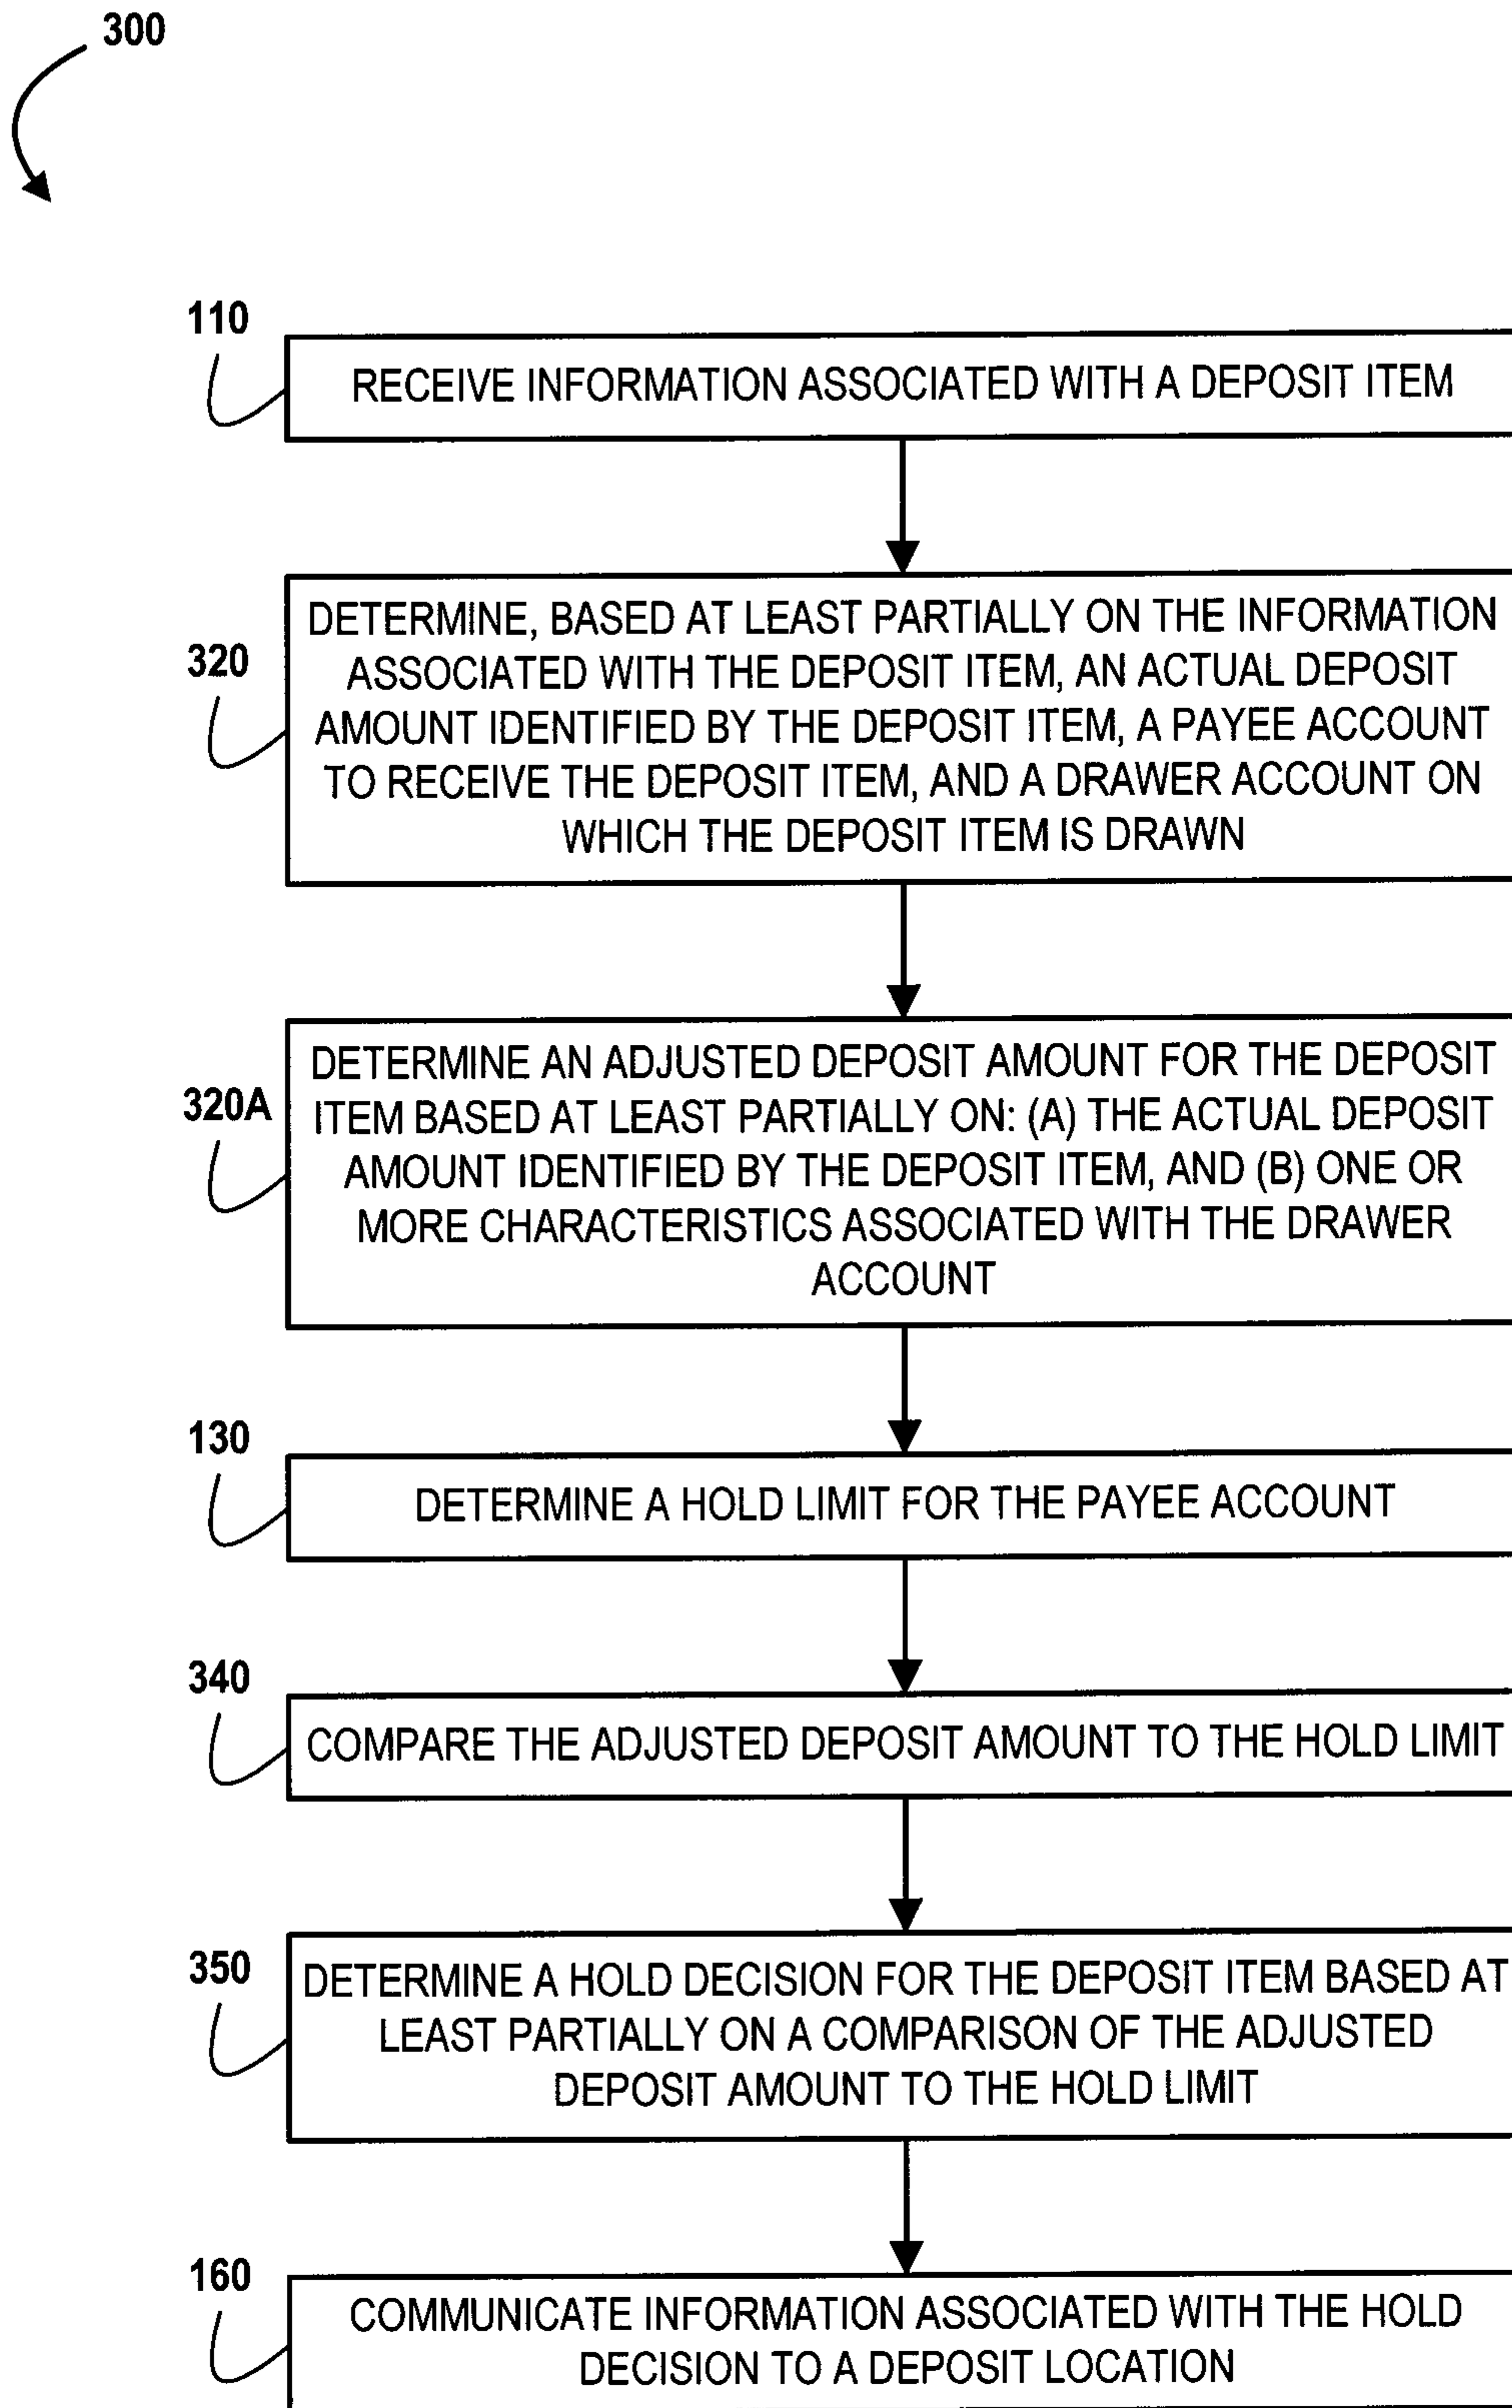 300
110
RECEIVE INFORMATION ASSOCIATED WITH A DEPOSIT ITEM
320
DETERMINE, BASED AT LEAST PARTIALLY ON THE INFORMATION
ASSOCIATED WITH THE DEPOSIT ITEM, AN ACTUAL DEPOSIT
AMOUNT IDENTIFIED BY THE DEPOSIT ITEM, A PAYEE ACCOUNT
TO RECEIVE THE DEPOSIT ITEM, AND A DRAWER ACCOUNT ON
WHICH THE DEPOSIT ITEM IS DRAWN
320A
DETERMINE AN ADJUSTED DEPOSIT AMOUNT FOR THE DEPOSIT
ITEM BASED AT LEAST PARTIALLY ON: (A) THE ACTUAL DEPOSIT
AMOUNT IDENTIFIED BY THE DEPOSIT ITEM, AND (B) ONE OR
MORE CHARACTERISTICS ASSOCIATED WITH THE DRAWER
ACCOUNT
130
DETERMINE A HOLD LIMIT FOR THE PAYEE ACCOUNT
340
COMPARE THE ADJUSTED DEPOSIT AMOUNT TO THE HOLD LIMIT
350
DETERMINE A HOLD DECISION FOR THE DEPOSIT ITEM BASED AT
LEAST PARTIALLY ON A COMPARISON OF THE ADJUSTED
DEPOSIT AMOUNT TO THE HOLD LIMIT
160
COMMUNICATE INFORMATION ASSOCIATED WITH THE HOLD
DECISION TO A DEPOSIT LOCATION